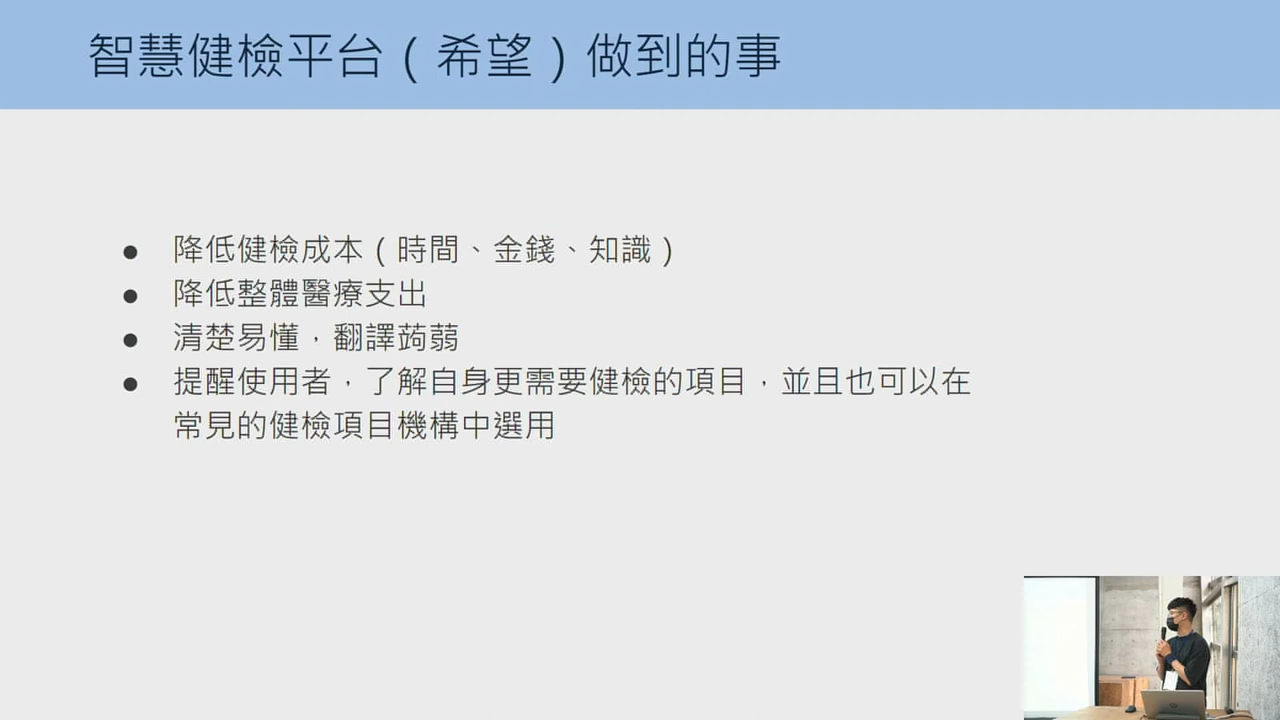 智慧健檢平台（希望）做到的事
● 降低健檢成本（時間、金錢、知識）
● 降低整體醫療支出
● 清楚易懂，翻譯蒟蒻
● 提醒使用者，了解自身更需要健檢的項目，並且也可以在
常見的健檢項目機構中選用